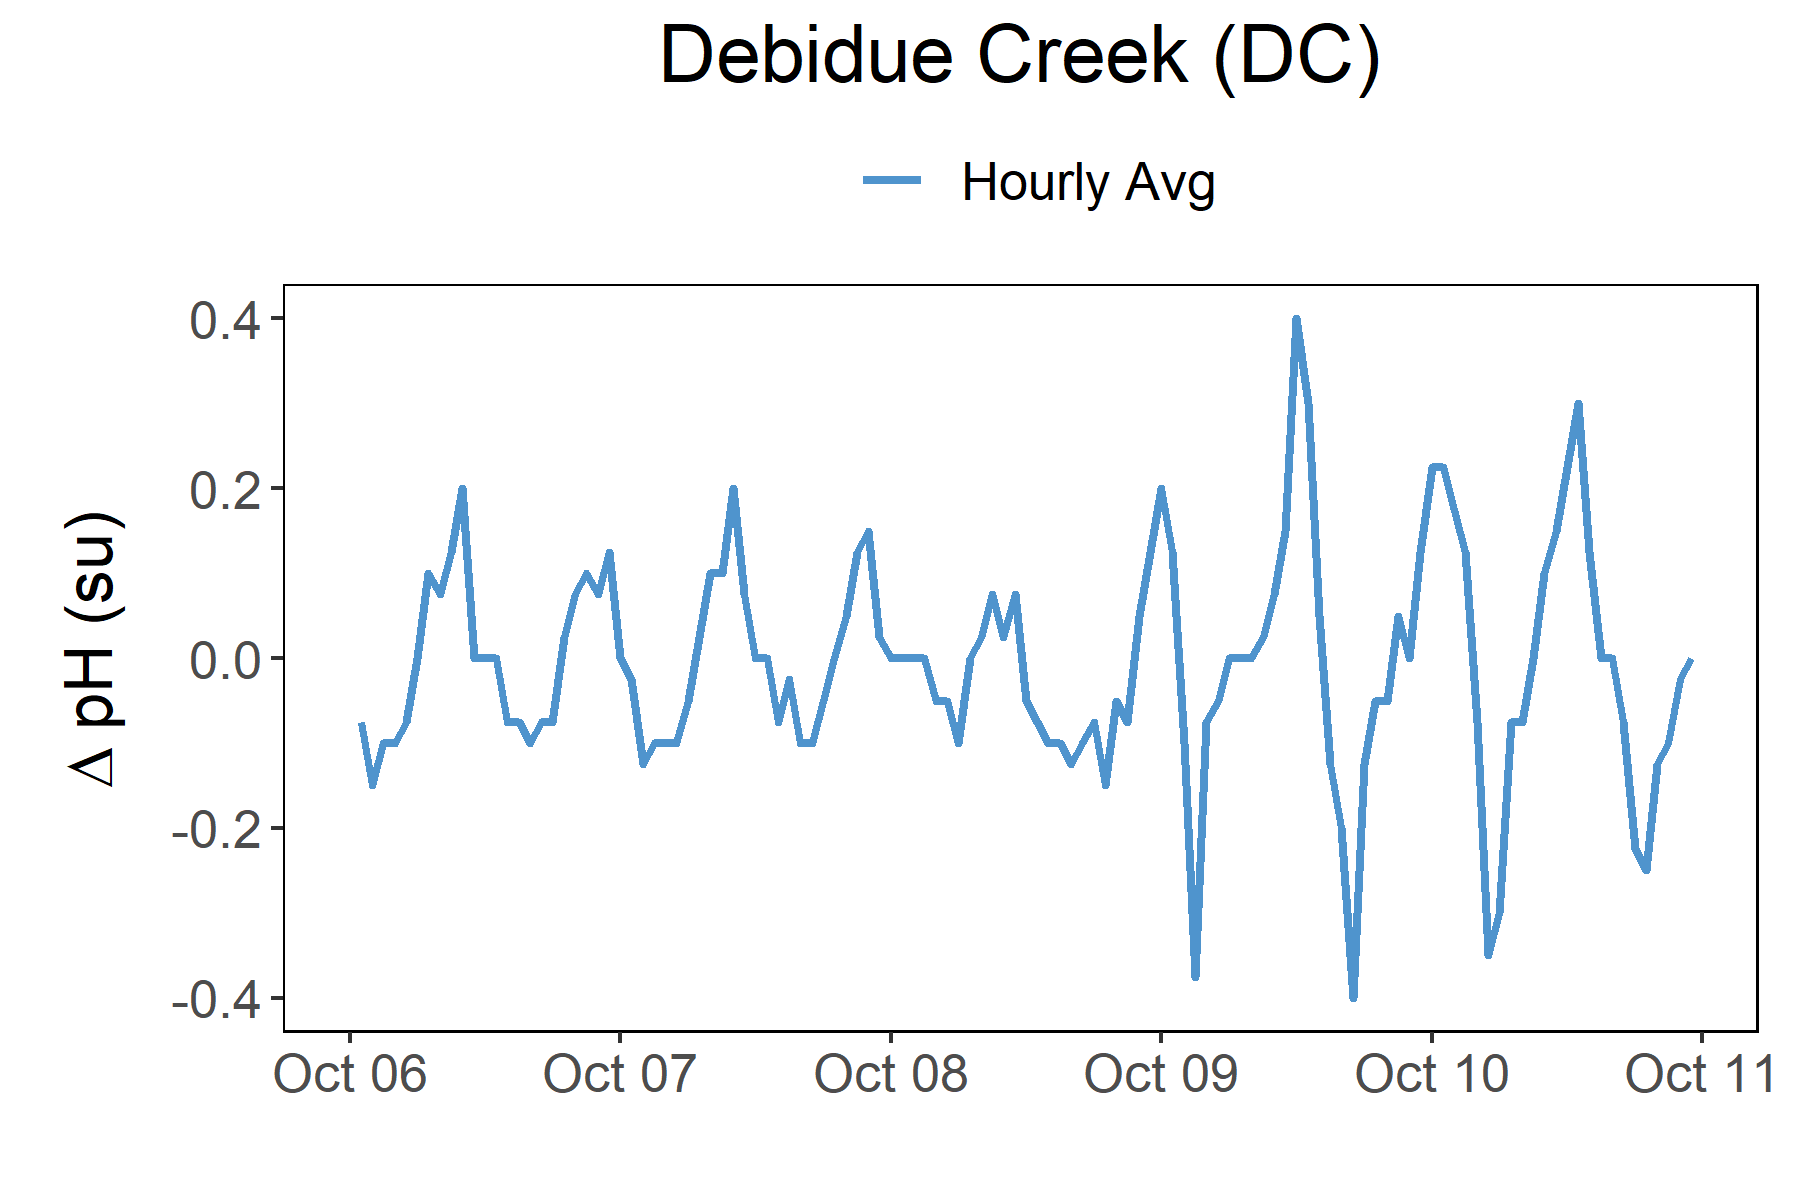 Debidue Creek (DC)
Hourly Avg
Δ pH (su)
0.4
0.2
0.0
-0.2
-0.4
Oct 06 Oct 07 Oct 08 Oct 09 Oct 10 Oct 11